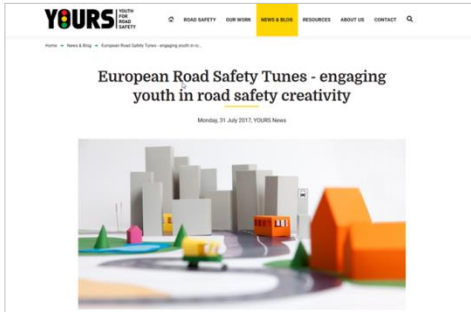 YOURS YOUTH FOR ROAD SAFETY
ROAD SAFETY OUR WORK NEWS & BLOG RESOURCES ABOUT US CONTACT
Home → News & Blog → European Road Safety Tunes - engaging youth in ro...
European Road Safety Tunes - engaging
youth in road safety creativity
Monday, 31 July 2017, YOURS News